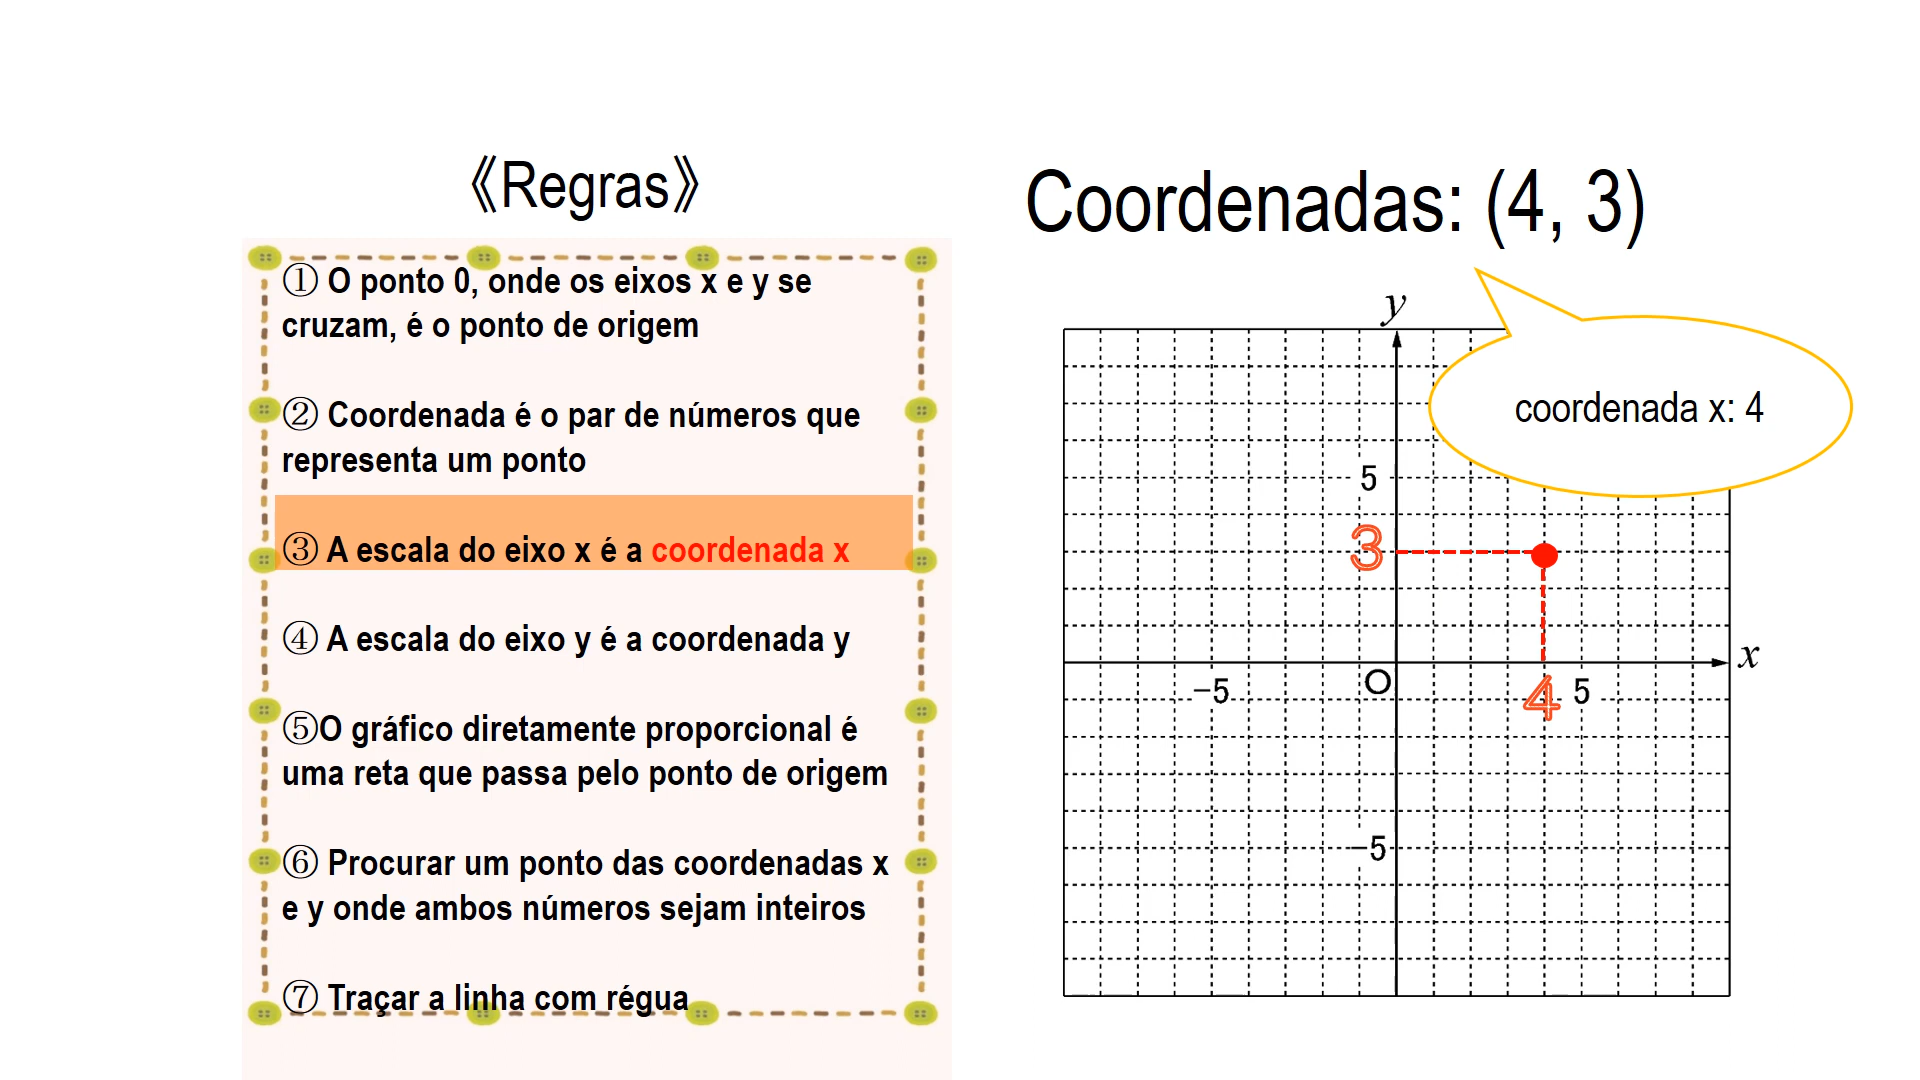 《Regras》
① O ponto 0, onde os eixos x e y se
cruzam, é o ponto de origem
② Coordenada é o par de números que
representa um ponto
③ A escala do eixo x é a coordenada x
④ A escala do eixo y é a coordenada y
⑤O gráfico diretamente proporcional é
uma reta que passa pelo ponto de origem
⑥ Procurar um ponto das coordenadas x
e y onde ambos números sejam inteiros
⑦ Traçar a linha com régua
Coordenadas: (4, 3)
coordenada x: 4
y
5
3
x
O
−5
4
5
−5